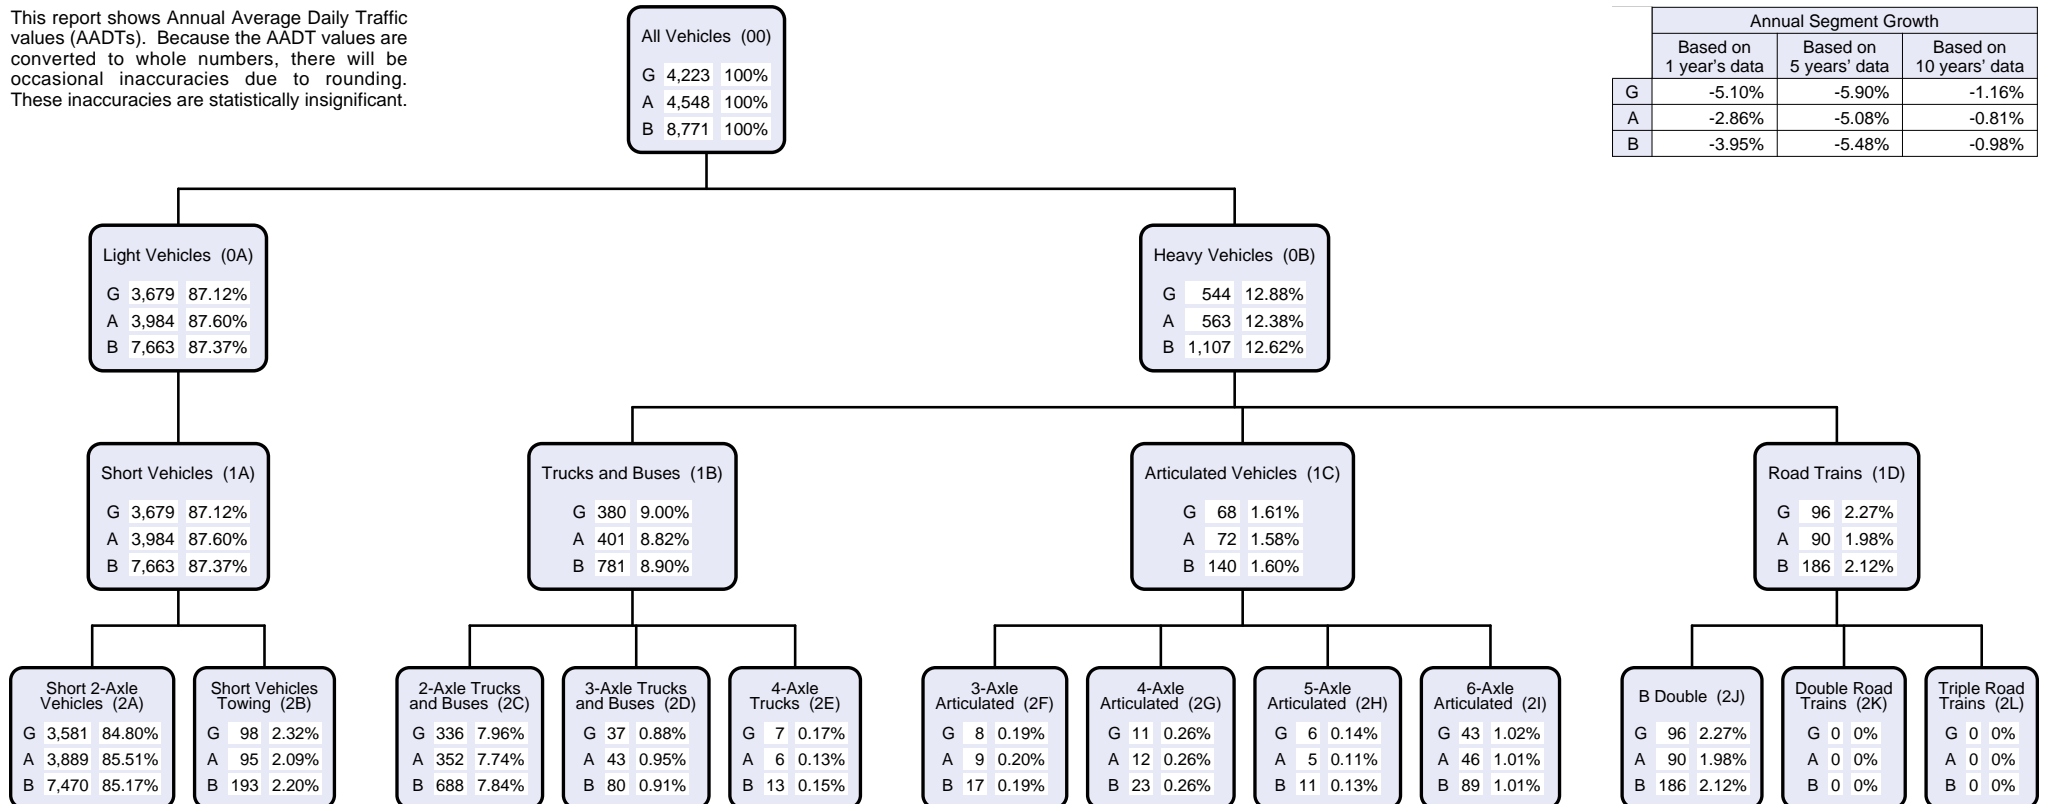 This report shows Annual Average Daily Traffic
values (AADTs). Because the AADT values are
converted to whole numbers, there will be
occasional inaccuracies due to rounding.
These inaccuracies are statistically insignificant.
All Vehicles (00)
G 4,223 100%
A 4,548 100%
B 8,771 100%
Annual Segment Growth
Based on 1 year's data Based on 5 years' data Based on 10 years' data
G -5.10% -5.90% -1.16%
A -2.86% -5.08% -0.81%
B -3.95% -5.48% -0.98%
Light Vehicles (0A)
G 3,679 87.12%
A 3,984 87.60%
B 7,663 87.37%
Heavy Vehicles (0B)
G 544 12.88%
A 563 12.38%
B 1,107 12.62%
Short Vehicles (1A)
G 3,679 87.12%
A 3,984 87.60%
B 7,663 87.37%
Trucks and Buses (1B)
G 380 9.00%
A 401 8.82%
B 781 8.90%
Articulated Vehicles (1C)
G 68 1.61%
A 72 1.58%
B 140 1.60%
Road Trains (1D)
G 96 2.27%
A 90 1.98%
B 186 2.12%
Short 2-Axle
Vehicles (2A)
G 3,581 84.80%
A 3,889 85.51%
B 7,470 85.17%
Short Vehicles
Towing (2B)
G 98 2.32%
A 95 2.09%
B 193 2.20%
2-Axle Trucks
and Buses (2C)
G 336 7.96%
A 352 7.74%
B 688 7.84%
3-Axle Trucks
and Buses (2D)
G 37 0.88%
A 43 0.95%
B 80 0.91%
4-Axle
Trucks (2E)
G 7 0.17%
A 6 0.13%
B 13 0.15%
3-Axle
Articulated (2F)
G 8 0.19%
A 9 0.20%
B 17 0.19%
4-Axle
Articulated (2G)
G 11 0.26%
A 12 0.26%
B 23 0.26%
5-Axle
Articulated (2H)
G 6 0.14%
A 5 0.11%
B 11 0.13%
6-Axle
Articulated (2I)
G 43 1.02%
A 46 1.01%
B 89 1.01%
B Double (2J)
G 96 2.27%
A 90 1.98%
B 186 2.12%
Double Road
Trains (2K)
G 0 0%
A 0 0%
B 0 0%
Triple Road
Trains (2L)
G 0 0%
A 0 0%
B 0 0%